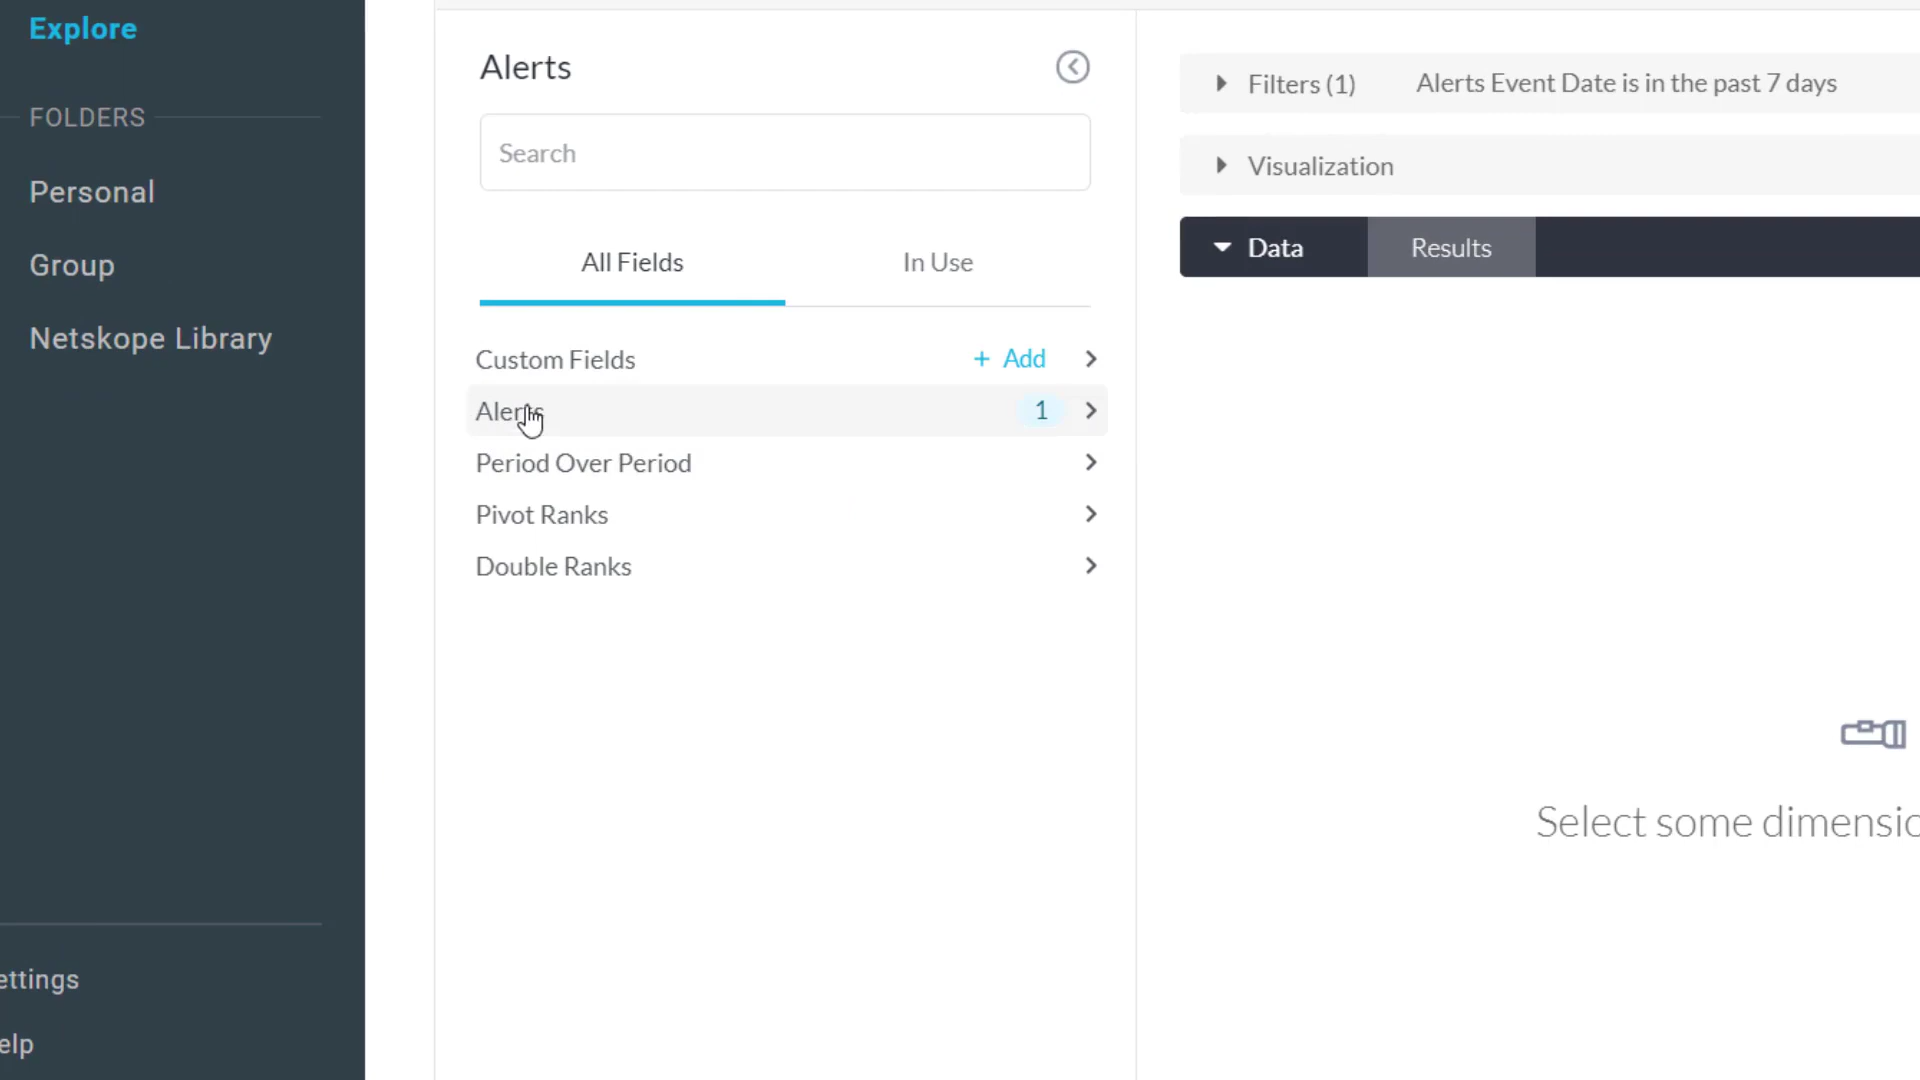 Explore
FOLDERS
Personal
Group
Netskope Library
ettings
elp
Alerts
Search
All Fields
In Use
Custom Fields
+ Add
Alerts
1
Period Over Period
Pivot Ranks
Double Ranks
Filters (1)
Alerts Event Date is in the past 7 days
Visualization
Data
Results
Select some dimensio